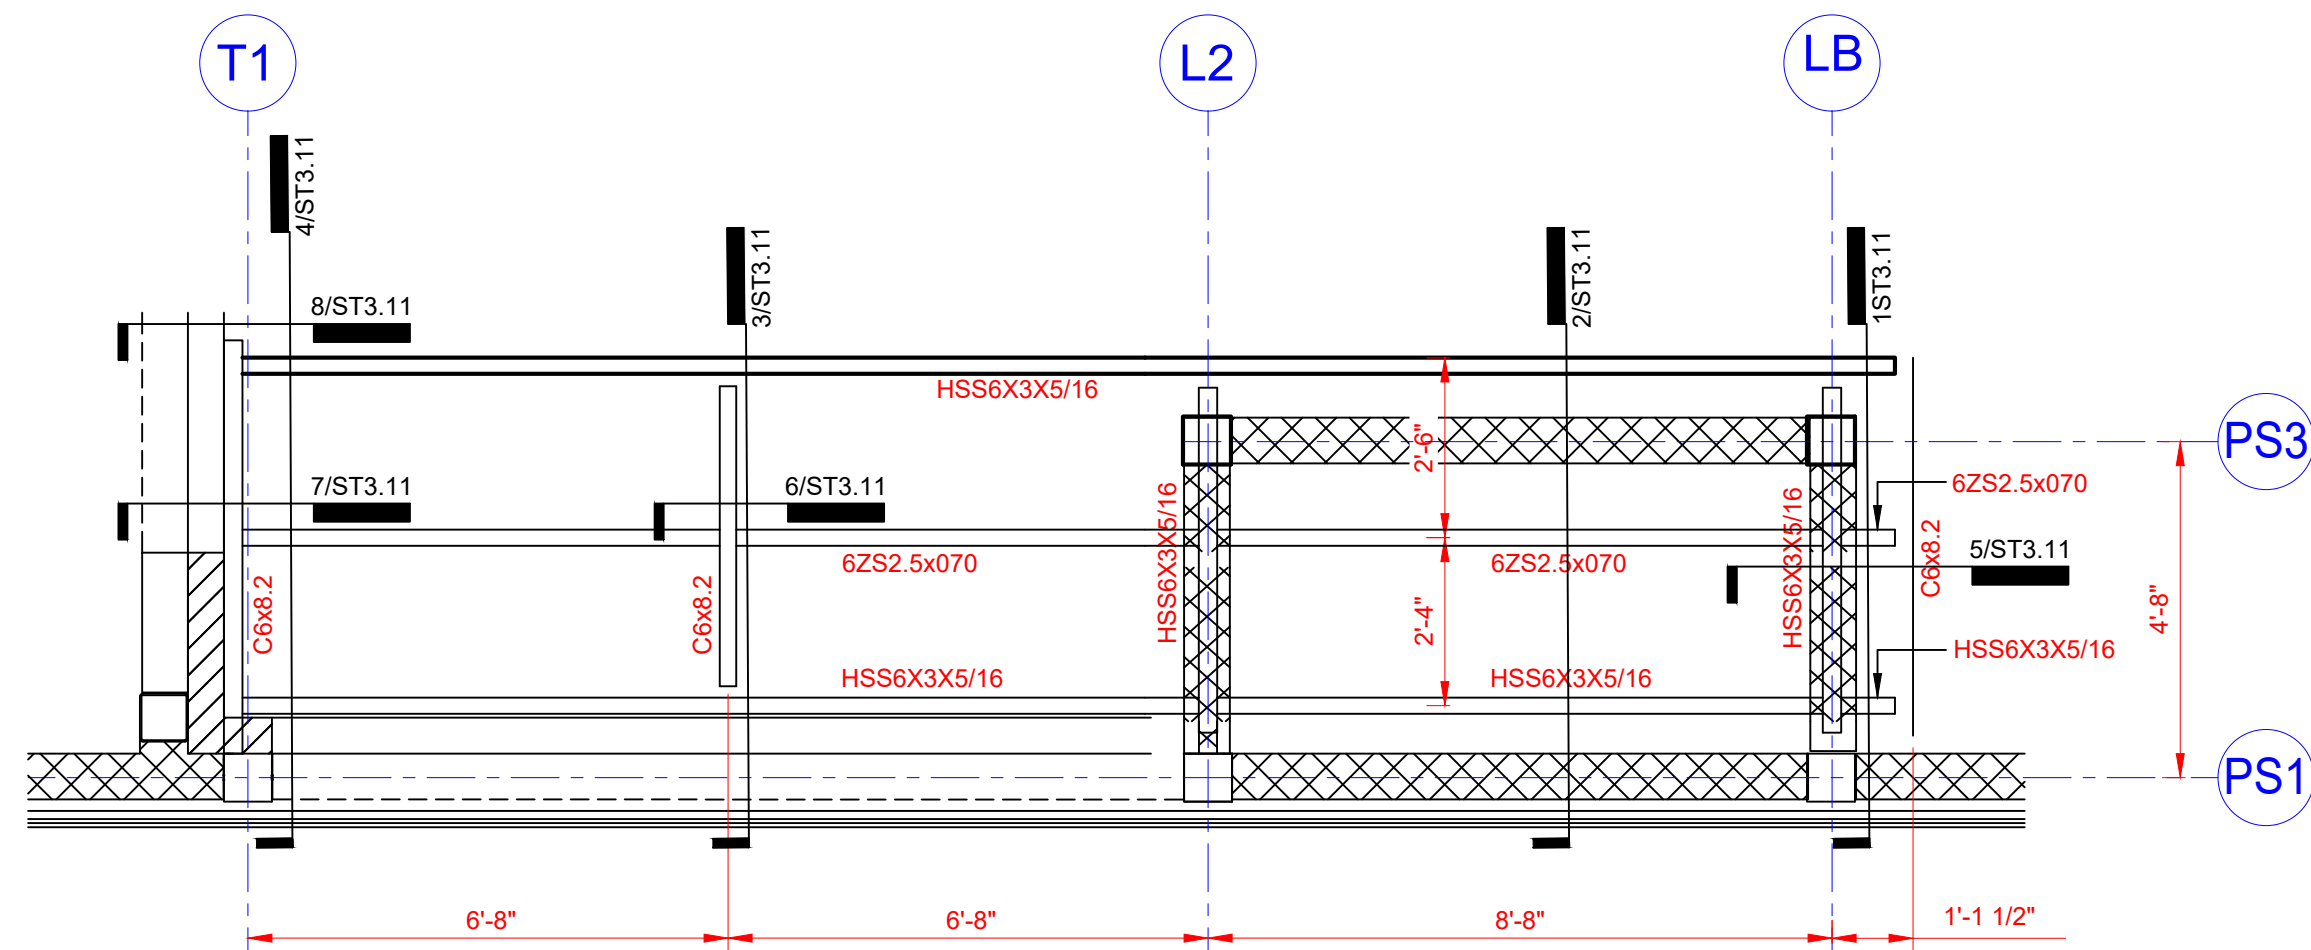 T1
L2
LB
4/ST3.11
3/ST3.11
2/ST3.11
1ST3.11
8/ST3.11
HSS6X3X5/16
2'-6"
PS3
7/ST3.11
6/ST3.11
HSS6X3X5/16
HSS6X3X5/16
6ZS2.5x070
6ZS2.5x070
6ZS2.5x070
C6x8.2
5/ST3.11
C6x8.2
C6x8.2
2'-4"
4'-8"
HSS6X3X5/16
HSS6X3X5/16
HSS6X3X5/16
PS1
6'-8"
6'-8"
8'-8"
1'-1 1/2"